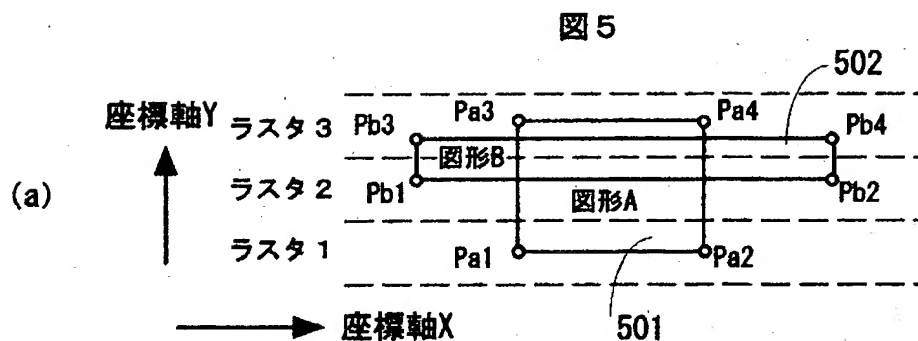 図5
502
座標軸Y
ラスタ3
Pb3
Pa3
Pa4
Pb4
図形B
(a)
ラスタ2
Pb1
図形A
Pb2
ラスタ1
Pa1
Pa2
座標軸X
501